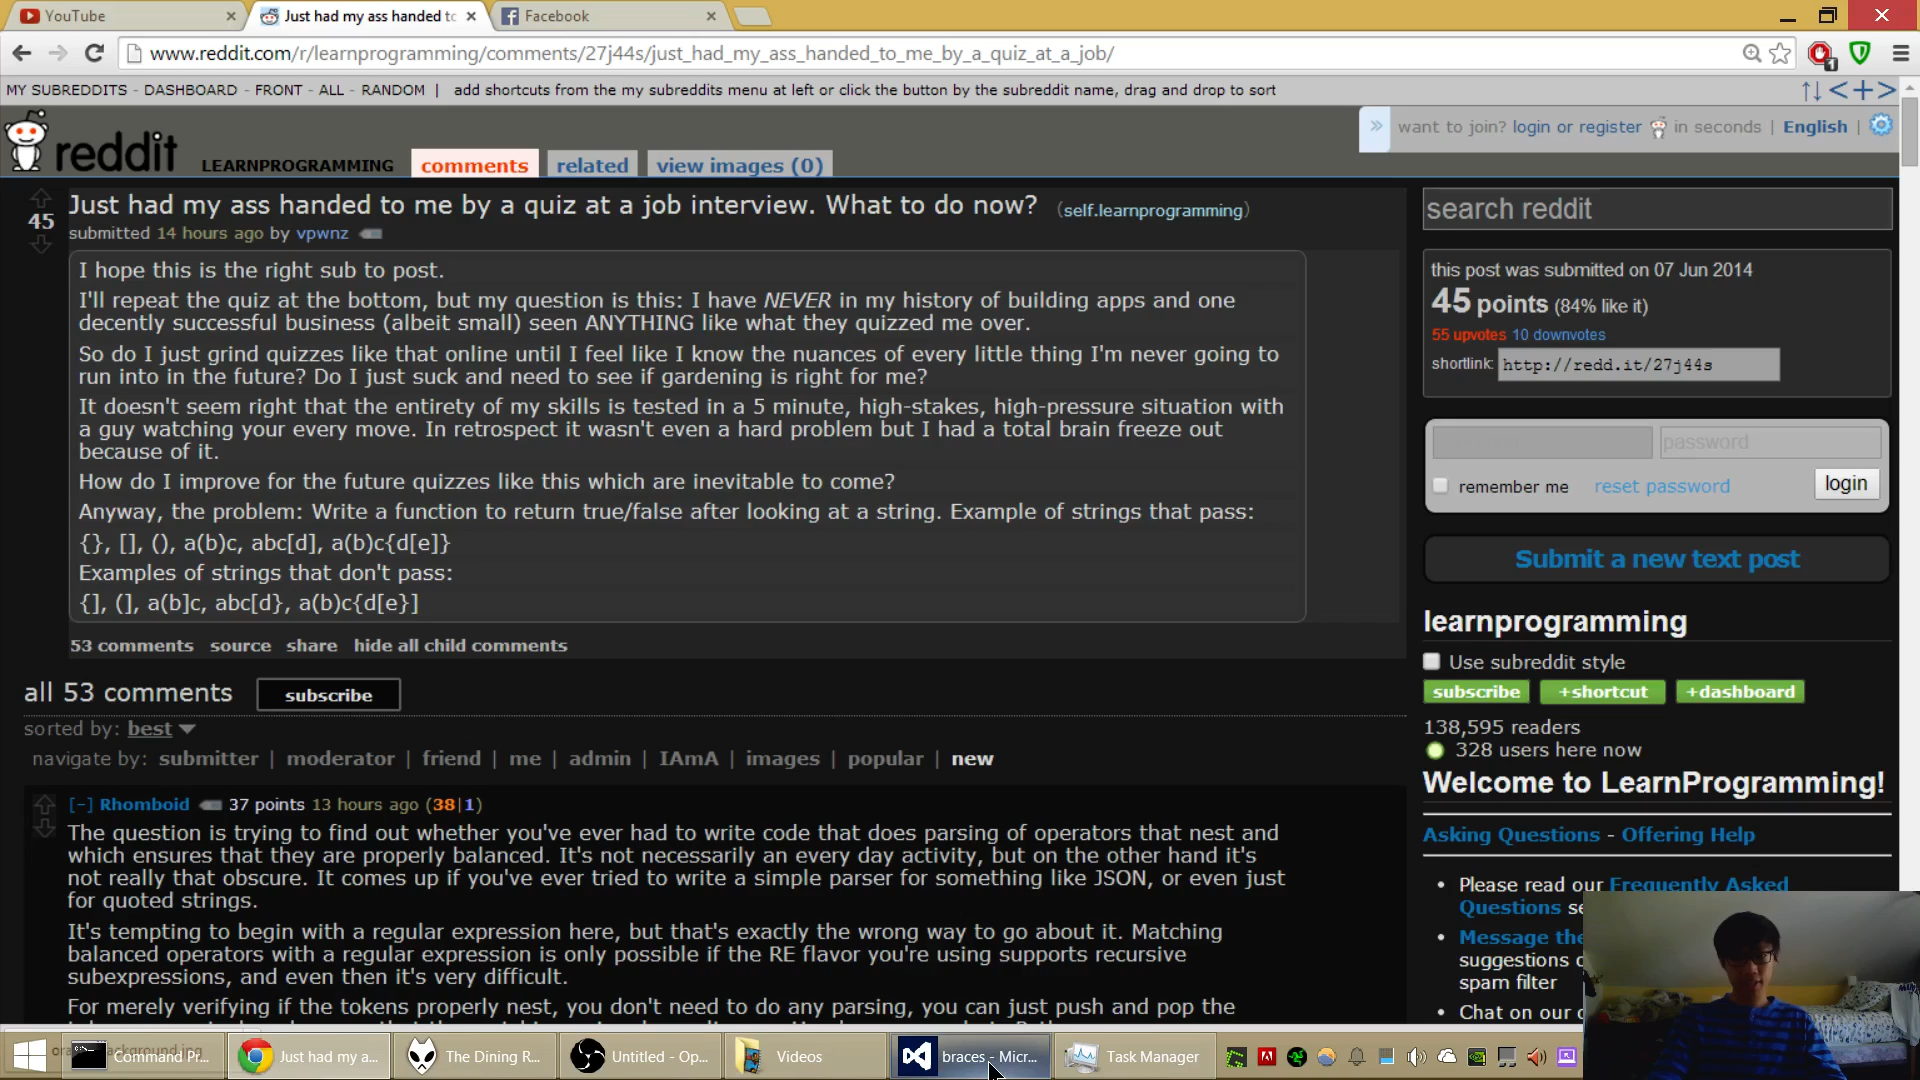 YouTube
Just had my ass handed to
Facebook
www.reddit.com/r/learnprogramming/comments/27j44s/just_had_my_ass_handed_to_me_by_a_quiz_at_a_job/
MY SUBREDDITS - DASHBOARD - FRONT - ALL - RANDOM | add shortcuts from the my subreddits menu at left or click the button by the subreddit name, drag and drop to sort
want to join? login or register in seconds | English
reddit LEARNPROGRAMMING comments related view images (0)
45
Just had my ass handed to me by a quiz at a job interview. What to do now? (self.learnprogramming)
submitted 14 hours ago by vpwnz
I hope this is the right sub to post.
I'll repeat the quiz at the bottom, but my question is this: I have NEVER in my history of building apps and one
decently successful business (albeit small) seen ANYTHING like what they quizzed me over.
So do I just grind quizzes like that online until I feel like I know the nuances of every little thing I'm never going to
run into in the future? Do I just suck and need to see if gardening is right for me?
It doesn't seem right that the entirety of my skills is tested in a 5 minute, high-stakes, high-pressure situation with
a guy watching your every move. In retrospect it wasn't even a hard problem but I had a total brain freeze out
because of it.
How do I improve for the future quizzes like this which are inevitable to come?
Anyway, the problem: Write a function to return true/false after looking at a string. Example of strings that pass:
{}, [], (), a(b)c, abc[d], a(b)c{d[e]}
Examples of strings that don't pass:
{], (], a(b]c, abc[d}, a(b)c{d[e}]
53 comments source share hide all child comments
all 53 comments subscribe
sorted by: best
navigate by: submitter | moderator | friend | me | admin | IAmA | images | popular | new
[-] Rhomboid 37 points 13 hours ago (38|1)
The question is trying to find out whether you've ever had to write code that does parsing of operators that nest and
which ensures that they are properly balanced. It's not necessarily an every day activity, but on the other hand it's
not really that obscure. It comes up if you've ever tried to write a simple parser for something like JSON, or even just
for quoted strings.
It's tempting to begin with a regular expression here, but that's exactly the wrong way to go about it. Matching
balanced operators with a regular expression is only possible if the RE flavor you're using supports recursive
subexpressions, and even then it's very difficult.
For merely verifying if the tokens properly nest, you don't need to do any parsing, you can just push and pop the
search reddit
this post was submitted on 07 Jun 2014
45 points (84% like it)
55 upvotes 10 downvotes
shortlink: http://redd.it/27j44s
password
remember me reset password login
Submit a new text post
learnprogramming
Use subreddit style
subscribe +shortcut +dashboard
138,595 readers
328 users here now
Welcome to LearnProgramming!
Asking Questions - Offering Help
Please read our Frequently Asked
Questions
Message the
suggestions
spam filter
Chat on our
Command Pr...
Just had my a...
The Dining R...
Untitled - Op...
Videos
braces - Micr...
Task Manager